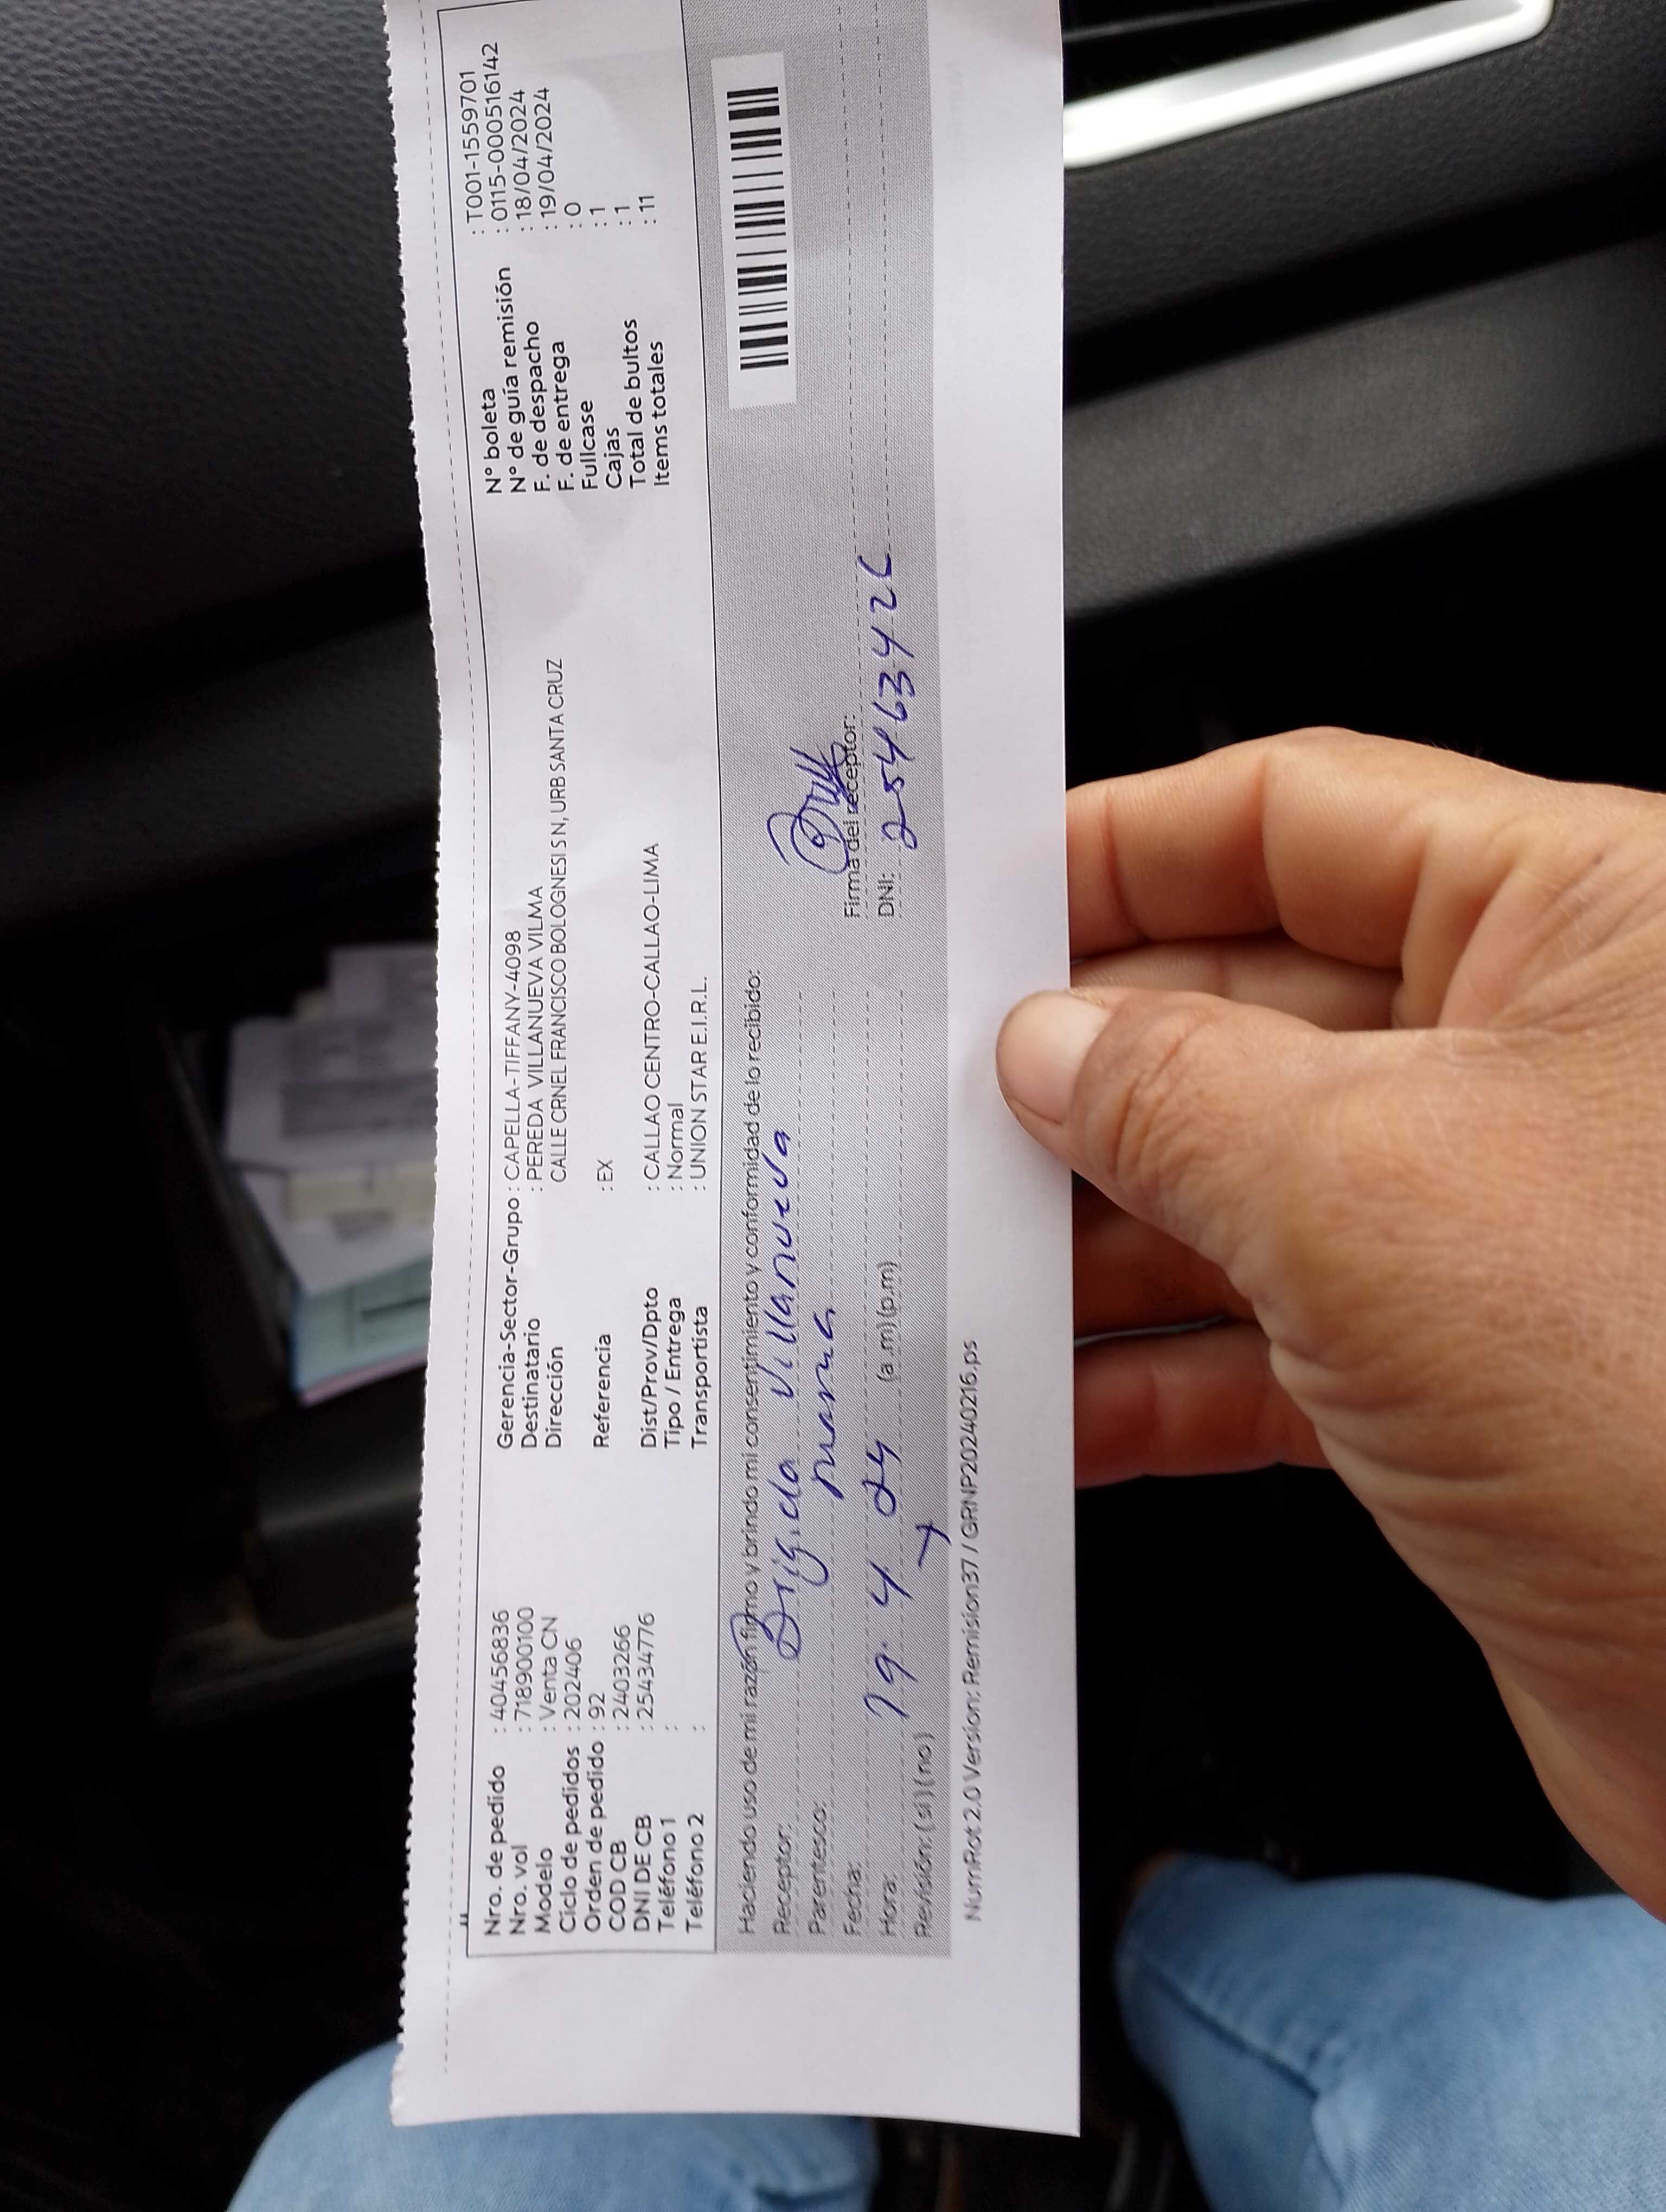 Nro. de pedido : 40456836
Nro. vol : 718900100
Modelo : Venta CN
Ciclo de pedidos : 202406
Orden de pedido : 92
COD CB : 2403266
DNI DE CB : 25434776
Teléfono 1 :
Teléfono 2 :
Gerencia-Sector-Grupo : CAPELLA-TIFFANY-4098
Destinatario : PEREDA VILLANUEVA VILMA
Dirección CALLE CRNEL FRANCISCO BOLOGNESI S N, URB SANTA CRUZ
Referencia : EX
Dist/Prov/Dpto : CALLAO CENTRO-CALLAO-LIMA
Tipo / Entrega : Normal
Transportista : UNION STAR E.I.R.L.
N° boleta : T001-1559701
N° de guía remisión : 0115-000516142
F. de despacho : 18/04/2024
F. de entrega : 19/04/2024
Fullcase : 0
Cajas : 1
Total de bultos : 1
Items totales : 11
Haciendo uso de mi razón firmo y brindo mi consentimiento y conformidad de lo recibido:
Receptor: Brigida Villanueva
Parentesco: mama
Fecha: 19. 4 24
Hora: (a .m) (p.m)
Revisión: ( si ) ( no )
Firma del receptor:
DNI: 25463426
NumRot 2.0 Version: Remision37 / GRNP20240216.ps